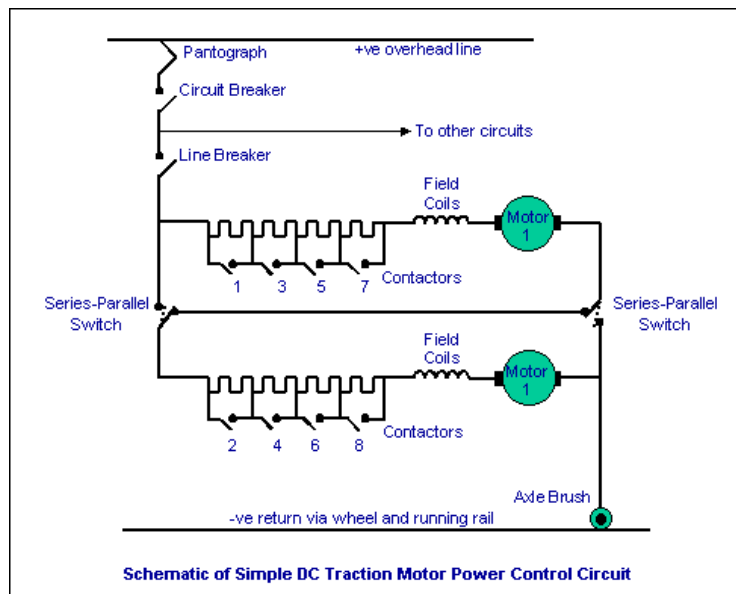 Pantograph
+ve overhead line
Circuit Breaker
To other circuits
Line Breaker
Field
Coils
Motor
1
1 3 5 7
Contactors
Series-Parallel
Switch
Series-Parallel
Switch
Field
Coils
Motor
1
2 4 6 8
Contactors
Axle Brush
-ve return via wheel and running rail
Schematic of Simple DC Traction Motor Power Control Circuit